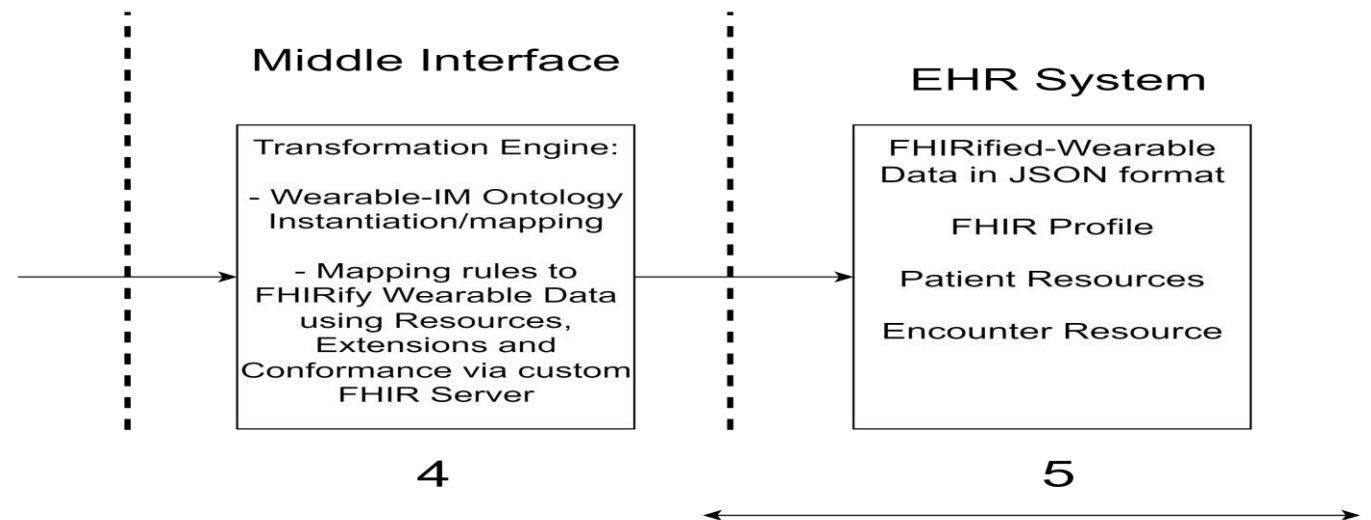 Middle Interface
Transformation Engine:
- Wearable-IM Ontology
Instantiation/mapping
- Mapping rules to
FHIRify Wearable Data
using Resources,
Extensions and
Conformance via custom
FHIR Server
4
EHR System
FHIRified-Wearable
Data in JSON format
FHIR Profile
Patient Resources
Encounter Resource
5